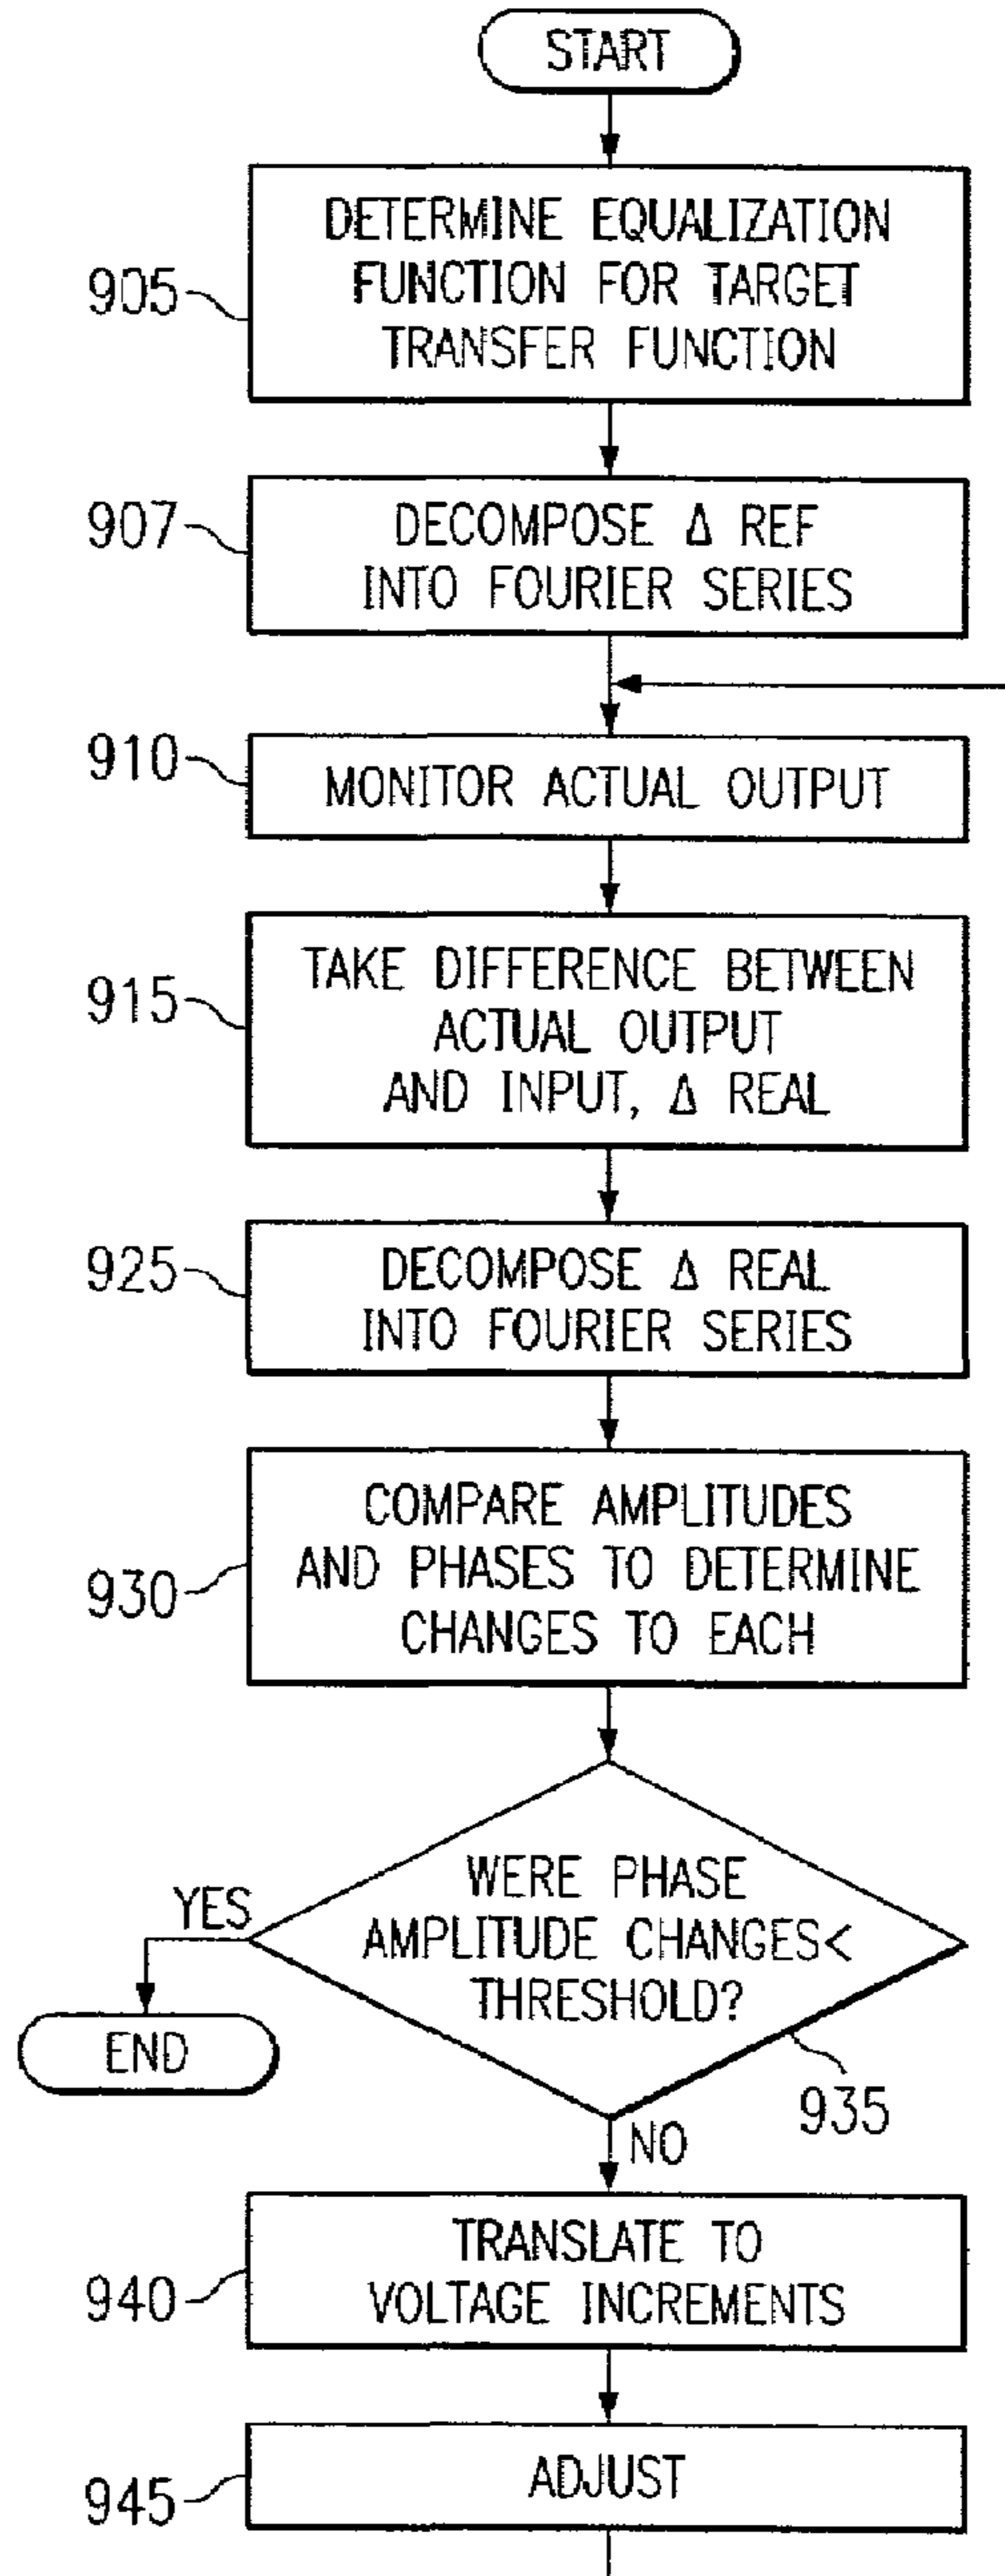 START
DETERMINE EQUALIZATION
FUNCTION FOR TARGET
TRANSFER FUNCTION
905
DECOMPOSE Δ REF
INTO FOURIER SERIES
907
MONITOR ACTUAL OUTPUT
910
TAKE DIFFERENCE BETWEEN
ACTUAL OUTPUT
AND INPUT, Δ REAL
915
DECOMPOSE Δ REAL
INTO FOURIER SERIES
925
COMPARE AMPLITUDES
AND PHASES TO DETERMINE
CHANGES TO EACH
930
WERE PHASE
AMPLITUDE CHANGES<
THRESHOLD?
YES
END
935
NO
TRANSLATE TO
VOLTAGE INCREMENTS
940
ADJUST
945